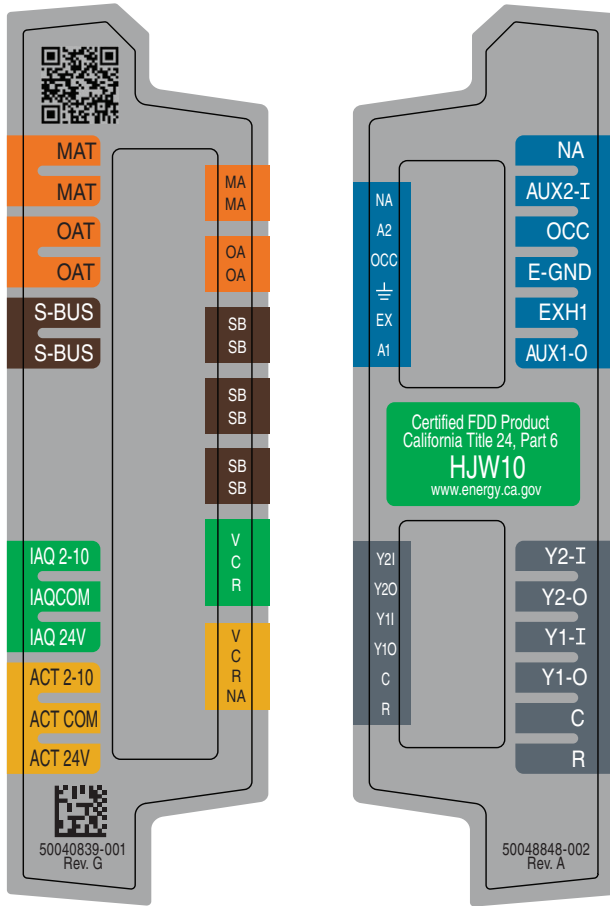 MAT
MAT
OAT
OAT
S-BUS
S-BUS
IAQ 2-10
IAQCOM
IAQ 24V
ACT 2-10
ACT COM
ACT 24V
50040839-001
Rev. G
MA
MA
OA
OA
SB
SB
SB
SB
SB
SB
V
C
R
V
C
R
NA
NA
A2
OCC
EX
A1
Certified FDD Product
California Title 24, Part 6
HJW10
www.energy.ca.gov
Y2I
Y2O
Y1I
Y1O
C
R
NA
AUX2-I
OCC
E-GND
EXH1
AUX1-O
Y2-I
Y2-O
Y1-I
Y1-O
C
R
50048848-002
Rev. A